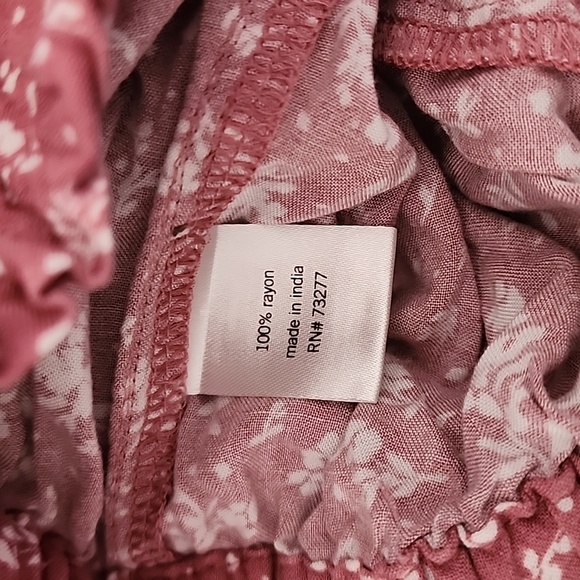 100% rayon
made in india
RN# 73277